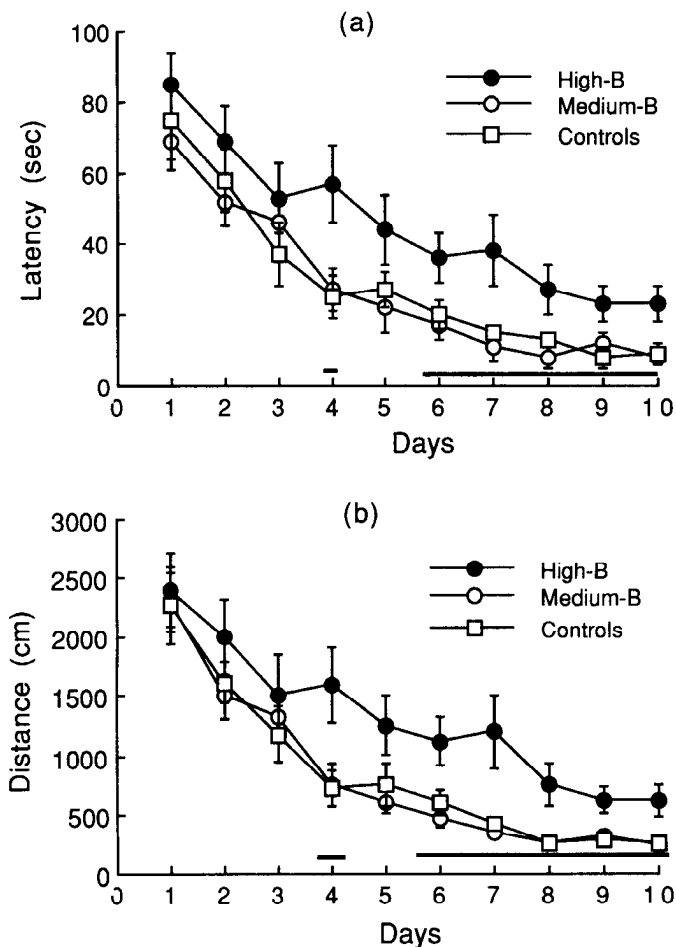 (a)
100
80
60
40
20
0
Latency (sec)
High-B
Medium-B
Controls
0 1 2 3 4 5 6 7 8 9 10
Days
(b)
3000
2500
2000
1500
1000
500
0
Distance (cm)
High-B
Medium-B
Controls
0 1 2 3 4 5 6 7 8 9 10
Days